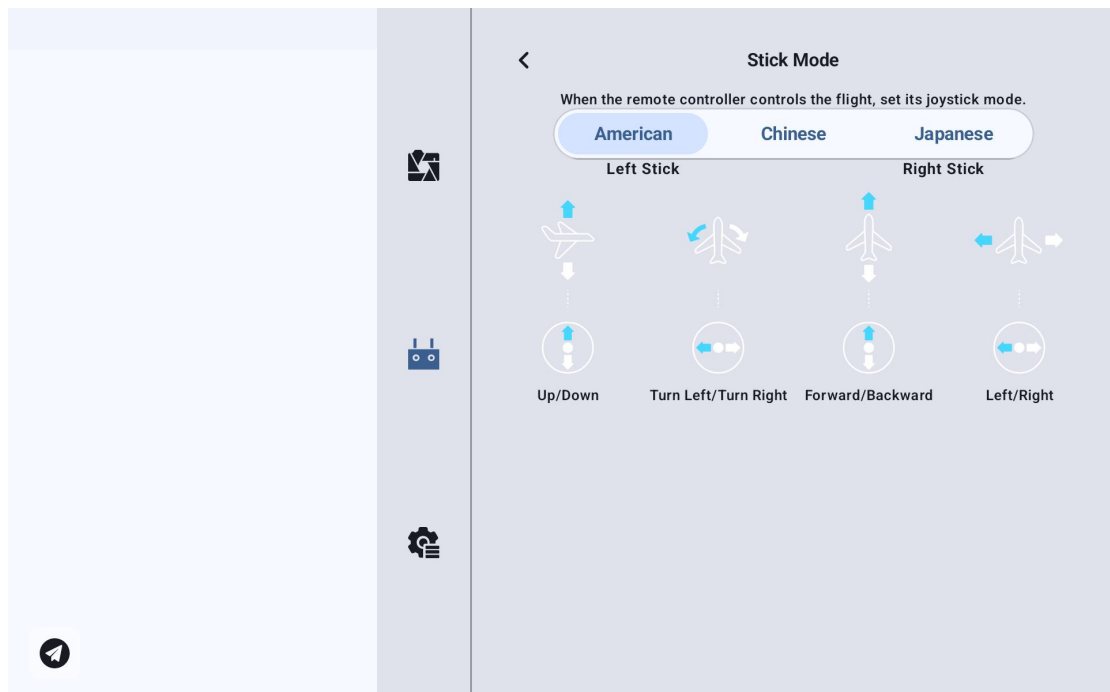 Stick Mode
When the remote controller controls the flight, set its joystick mode.
American Chinese Japanese
Left Stick Right Stick
Up/Down Turn Left/Turn Right Forward/Backward Left/Right